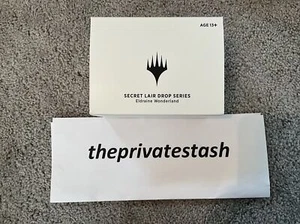 AGE 13+
SECRET LAIR DROP SERIES
Eldraine Wonderland
theprivatestash